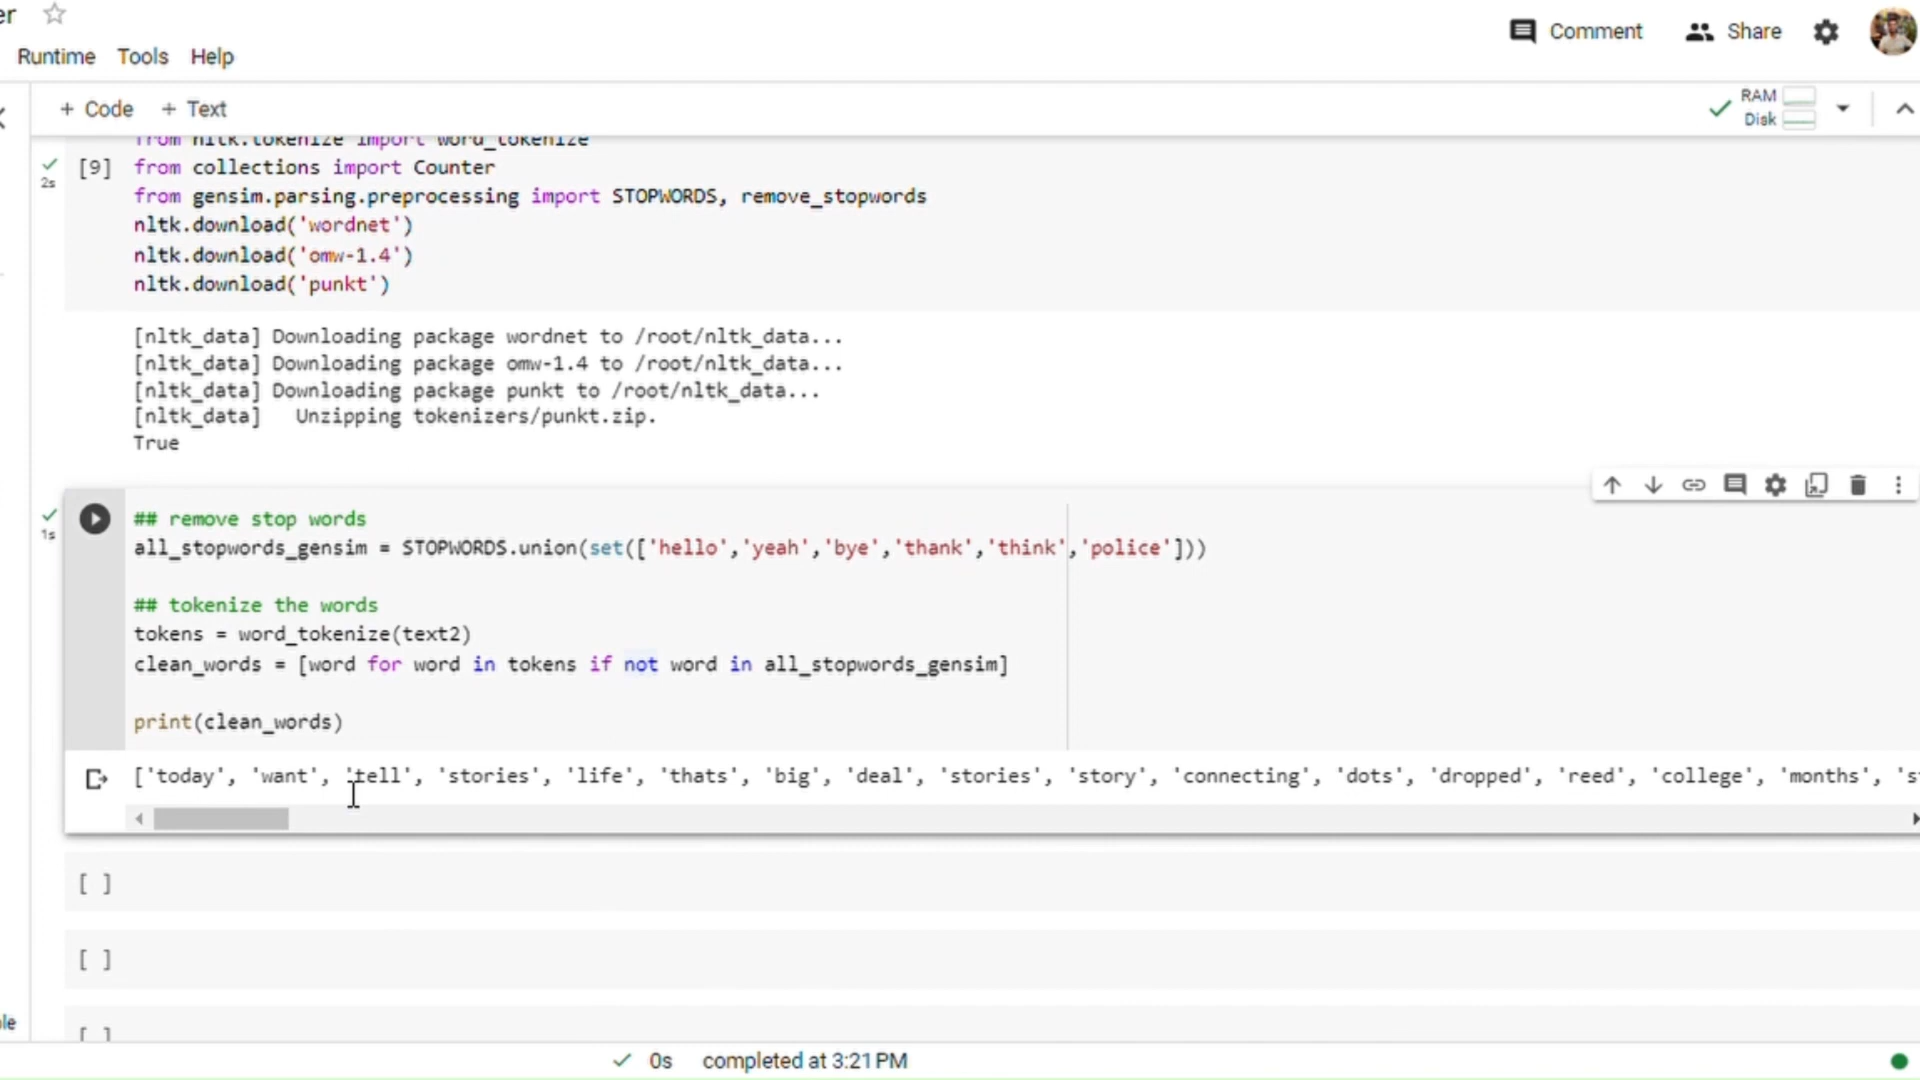 er
Comment Share
Runtime Tools Help
+ Code + Text
RAM
Disk
from nltk.tokenize import word_tokenize
2s
[9] from collections import Counter
from gensim.parsing.preprocessing import STOPWORDS, remove_stopwords
nltk.download('wordnet')
nltk.download('omw-1.4')
nltk.download('punkt')
[nltk_data] Downloading package wordnet to /root/nltk_data...
[nltk_data] Downloading package omw-1.4 to /root/nltk_data...
[nltk_data] Downloading package punkt to /root/nltk_data...
[nltk_data]   Unzipping tokenizers/punkt.zip.
True
1s
## remove stop words
all_stopwords_gensim = STOPWORDS.union(set(['hello','yeah','bye','thank','think','police']))
## tokenize the words
tokens = word_tokenize(text2)
clean_words = [word for word in tokens if not word in all_stopwords_gensim]
print(clean_words)
['today', 'want', 'tell', 'stories', 'life', 'thats', 'big', 'deal', 'stories', 'story', 'connecting', 'dots', 'dropped', 'reed', 'college', 'months', 's
[ ]
[ ]
[ ]
le
0s completed at 3:21 PM